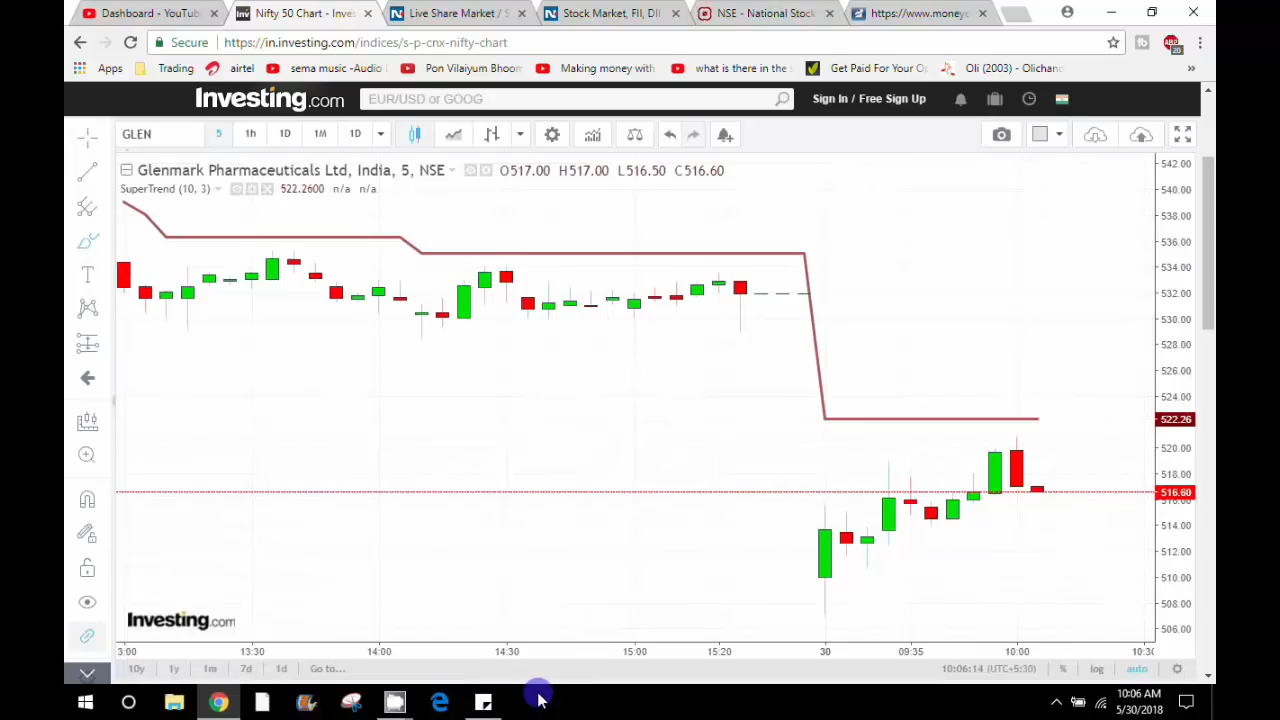 Dashboard - YouTub
Nifty 50 Chart - Inves
Live Share Market / S
Stock Market, FII, DII
NSE - National Stock
https://www.moneyc
Secure
https://in.investing.com/indices/s-p-cnx-nifty-chart
ABP
20
Apps
Trading
airtel
sema music -Audio l
Pon Vilaiyum Bhoom
Making money with
what is there in the s
Get Paid For Your Op
Oli (2003) - Olichand
»
Investing.com
EUR/USD or GOOG
Sign In / Free Sign Up
GLEN
5
1h
1D
1M
1D
Glenmark Pharmaceuticals Ltd, India, 5, NSE
O517.00 H517.00 L516.50 C516.60
SuperTrend (10, 3)
522.2600 n/a n/a
542.00
540.00
538.00
536.00
534.00
532.00
530.00
528.00
526.00
524.00
522.26
520.00
518.00
516.60
514.00
512.00
510.00
508.00
506.00
Investing.com
3:00
13:30
14:00
14:30
15:00
15:20
30
09:35
10:00
10:30
10y
1y
1m
7d
1d
Go to...
10:06:14 (UTC+5:30)
%
log
auto
10:06 AM
5/30/2018